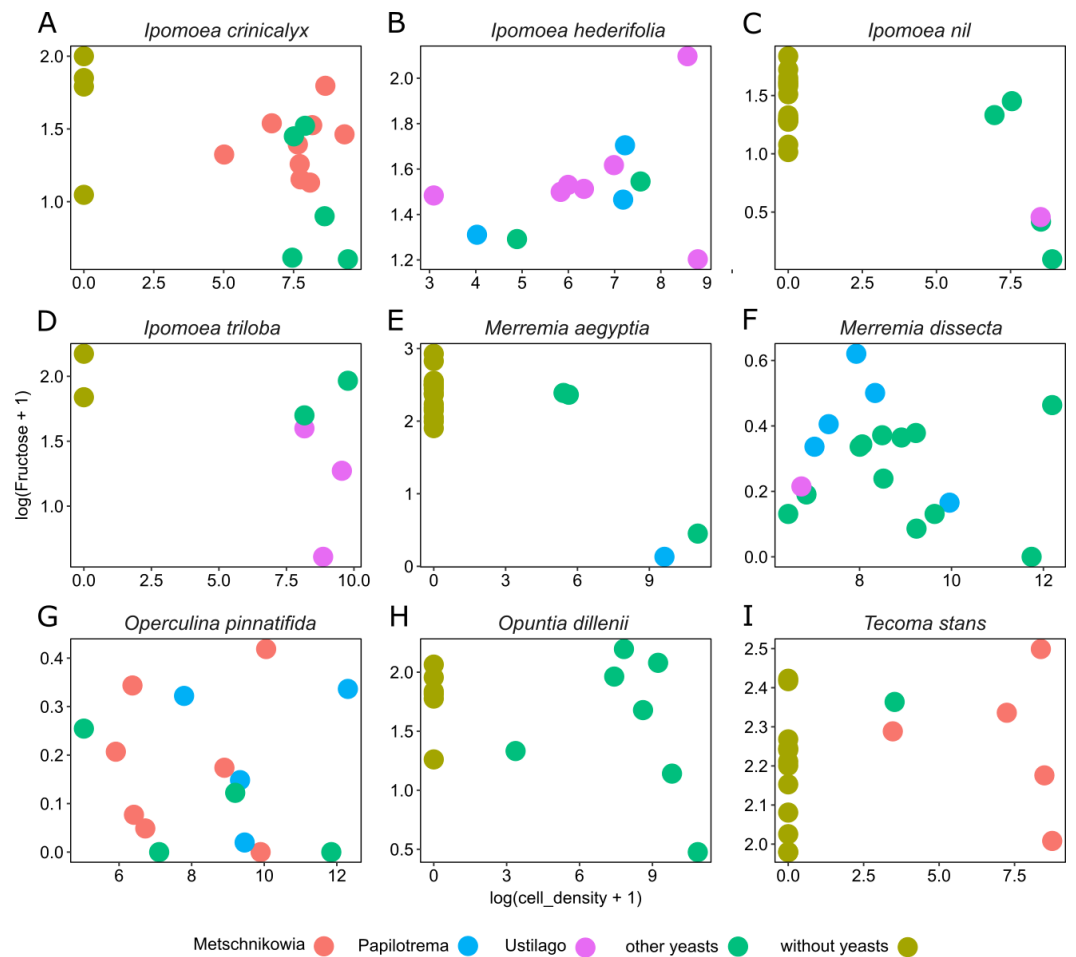 A Ipomoea crinicalyx
2.0
1.5
1.0
0.0 2.5 5.0 7.5
B Ipomoea hederifolia
2.0
1.8
1.6
1.4
1.2
3 4 5 6 7 8 9
C Ipomoea nil
1.5
1.0
0.5
0.0 2.5 5.0 7.5
D Ipomoea triloba
2.0
1.5
1.0
0.0 2.5 5.0 7.5 10.0
E Merremia aegyptia
3
2
1
0
0 3 6 9
F Merremia dissecta
0.6
0.4
0.2
0.0
8 10 12
G Operculina pinnatifida
0.4
0.3
0.2
0.1
0.0
6 8 10 12
H Opuntia dillenii
2.0
1.5
1.0
0.5
0 3 6 9
I Tecoma stans
2.5
2.4
2.3
2.2
2.1
2.0
0.0 2.5 5.0 7.5
log(Fructose + 1)
log(cell_density + 1)
Metschnikowia Papilotrema Ustilago other yeasts without yeasts